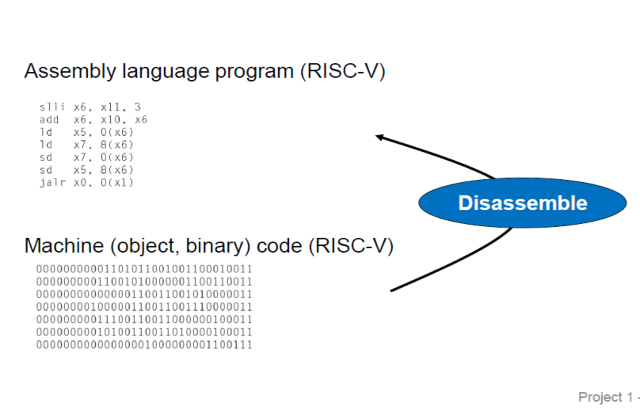 Assembly language program (RISC-V)
slli x6, x11, 3
add x6, x10, x6
ld x5, 0(x6)
ld x7, 8(x6)
sd x7, 0(x6)
sd x5, 8(x6)
jalr x0, 0(x1)
Disassemble
Machine (object, binary) code (RISC-V)
00000000001101011001001100010011
00000000011001010000001100110011
00000000000000110011001010000011
00000000100000110011001110000011
00000000011100110011000000100011
00000000010100110011010000100011
00000000000000001000000001100111
Project 1 -